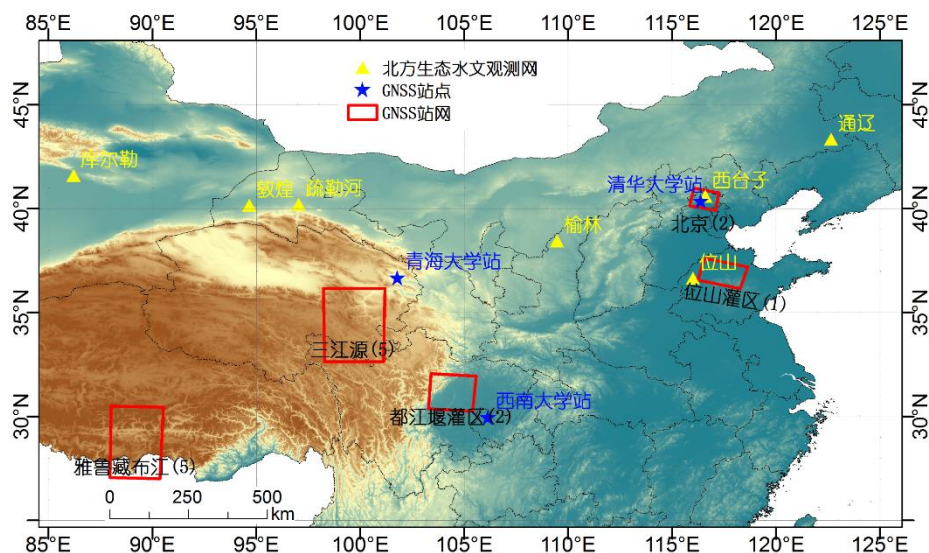 85°E 90°E 95°E 100°E 105°E 110°E 115°E 120°E 125°E
北方生态水文观测网
GNSS站点
GNSS站网
45°N
45°N
通辽
库尔勒
敦煌
疏勒河
清华大学站
西台子
40°N
40°N
北京(2)
榆林
青海大学站
位山
位山灌区(1)
35°N
35°N
三江源(5)
西南大学站
都江堰灌区(2)
30°N
30°N
雅鲁藏布江(5)
0 250 500
km
85°E 90°E 95°E 100°E 105°E 110°E 115°E 120°E 125°E